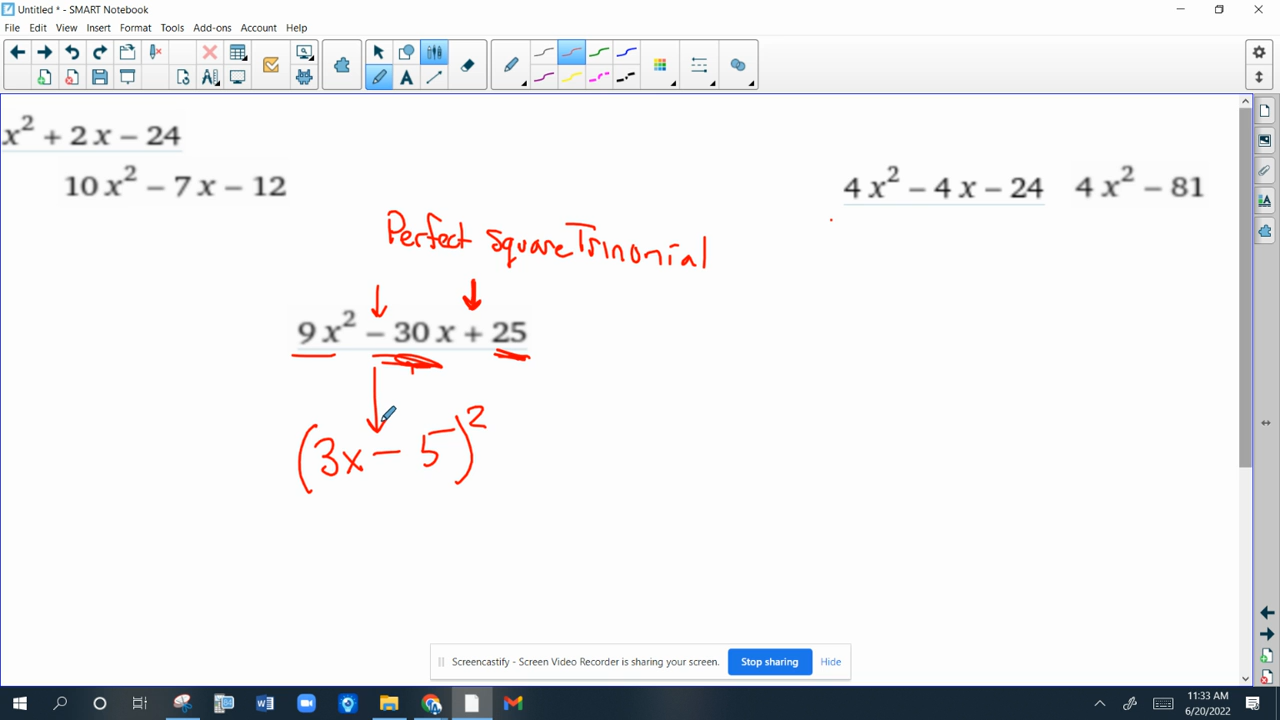 Untitled * - SMART Notebook
File Edit View Insert Format Tools Add-ons Account Help
x² + 2x − 24
10x² − 7x − 12
4x² − 4x − 24 4x² − 81
Perfect Square Trinomial
9x² − 30x + 25
(3x − 5)²
Screencastify - Screen Video Recorder is sharing your screen. Stop sharing Hide
11:33 AM
6/20/2022